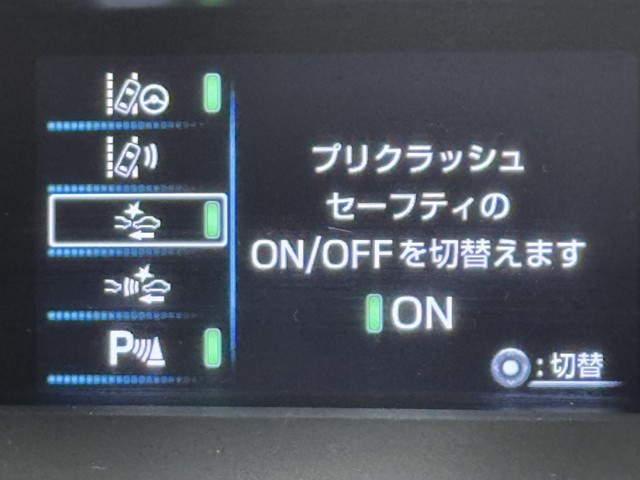 プリクラッシュ
セーフティの
ON/OFFを切替えます
ON
P
:切替